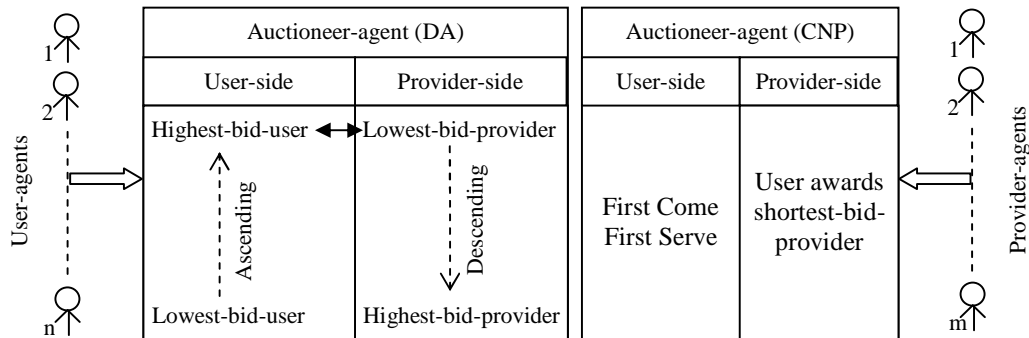 1
2
n
User-agents
Auctioneer-agent (DA)
User-side
Provider-side
Highest-bid-user
Lowest-bid-provider
Ascending
Descending
Lowest-bid-user
Highest-bid-provider
Auctioneer-agent (CNP)
User-side
Provider-side
First Come
First Serve
User awards
shortest-bid-
provider
1
2
m
Provider-agents